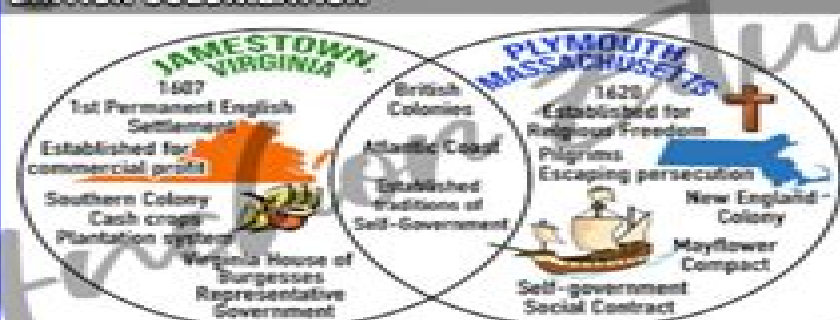 JAMESTOWN,
VIRGINIA
1607
1st Permanent English
Settlement
Established for
commercial profit
Southern Colony
Cash crops
Plantation system
Virginia House of
Burgesses
Representative
Government
British
Colonies
Atlantic Coast
Established
traditions of
Self-Government
PLYMOUTH,
MASSACHUSETTS
1620
Established for
Religious Freedom
Pilgrims
Escaping persecution
New England
Colony
Mayflower
Compact
Self-government
Social Contract